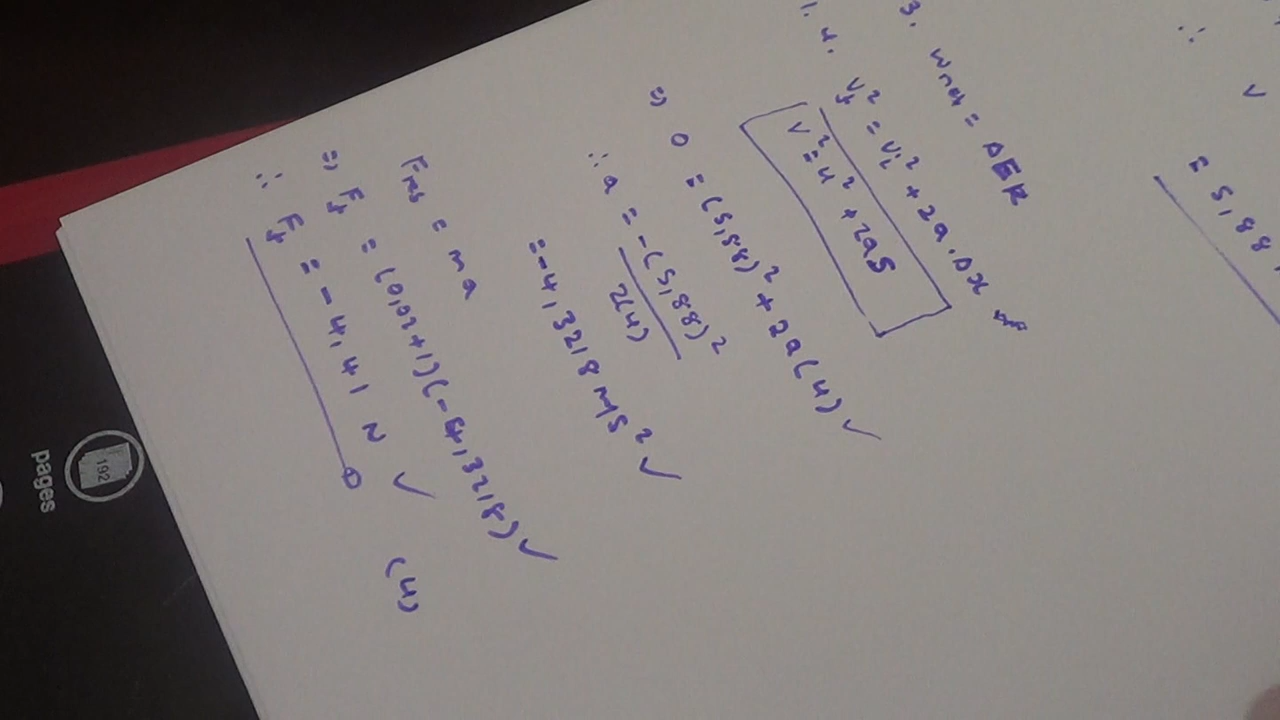 ∴ v
= 5,88
3. Wnet = ΔEk
1.4. Vf² = Vi² + 2a.Δx
V² = u² + 2as
⇒ 0 = (5,88)² + 2a(4) ✓
∴ a = -(5,88)²
2(4)
= -4,3218 m/s² ✓
Fres = ma
⇒ Ff = (0,02+1)(-4,3218) ✓
∴ Ff = -4,41 N ✓ (4)
192
pages